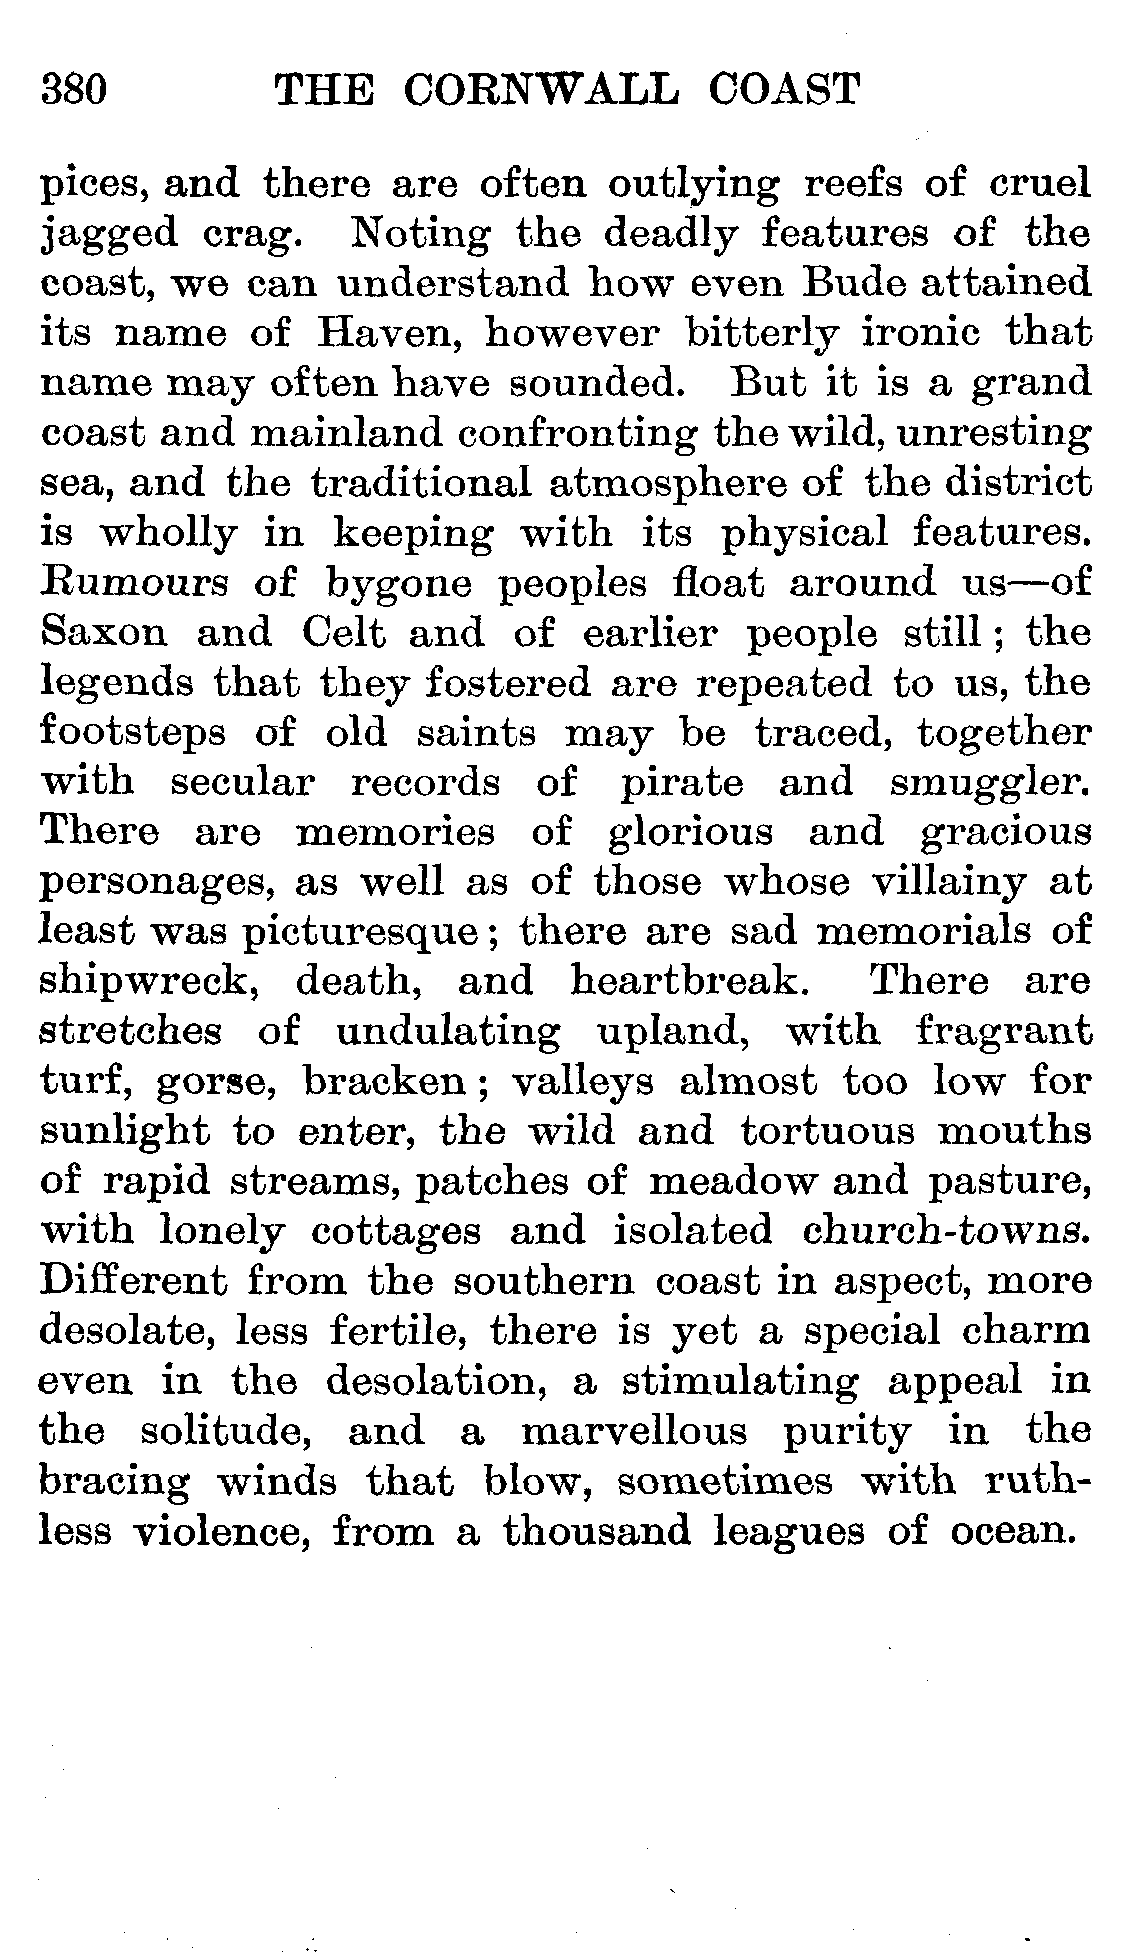 380 THE CORNWALL COAST
pices, and there are often outlying reefs of cruel
jagged crag. Noting the deadly features of the
coast, we can understand how even Bude attained
its name of Haven, however bitterly ironic that
name may often have sounded. But it is a grand
coast and mainland confronting the wild, unresting
sea, and the traditional atmosphere of the district
is wholly in keeping with its physical features.
Rumours of bygone peoples float around us—of
Saxon and Celt and of earlier people still ; the
legends that they fostered are repeated to us, the
footsteps of old saints may be traced, together
with secular records of pirate and smuggler.
There are memories of glorious and gracious
personages, as well as of those whose villainy at
least was picturesque ; there are sad memorials of
shipwreck, death, and heartbreak. There are
stretches of undulating upland, with fragrant
turf, gorse, bracken ; valleys almost too low for
sunlight to enter, the wild and tortuous mouths
of rapid streams, patches of meadow and pasture,
with lonely cottages and isolated church-towns.
Different from the southern coast in aspect, more
desolate, less fertile, there is yet a special charm
even in the desolation, a stimulating appeal in
the solitude, and a marvellous purity in the
bracing winds that blow, sometimes with ruth-
less violence, from a thousand leagues of ocean.